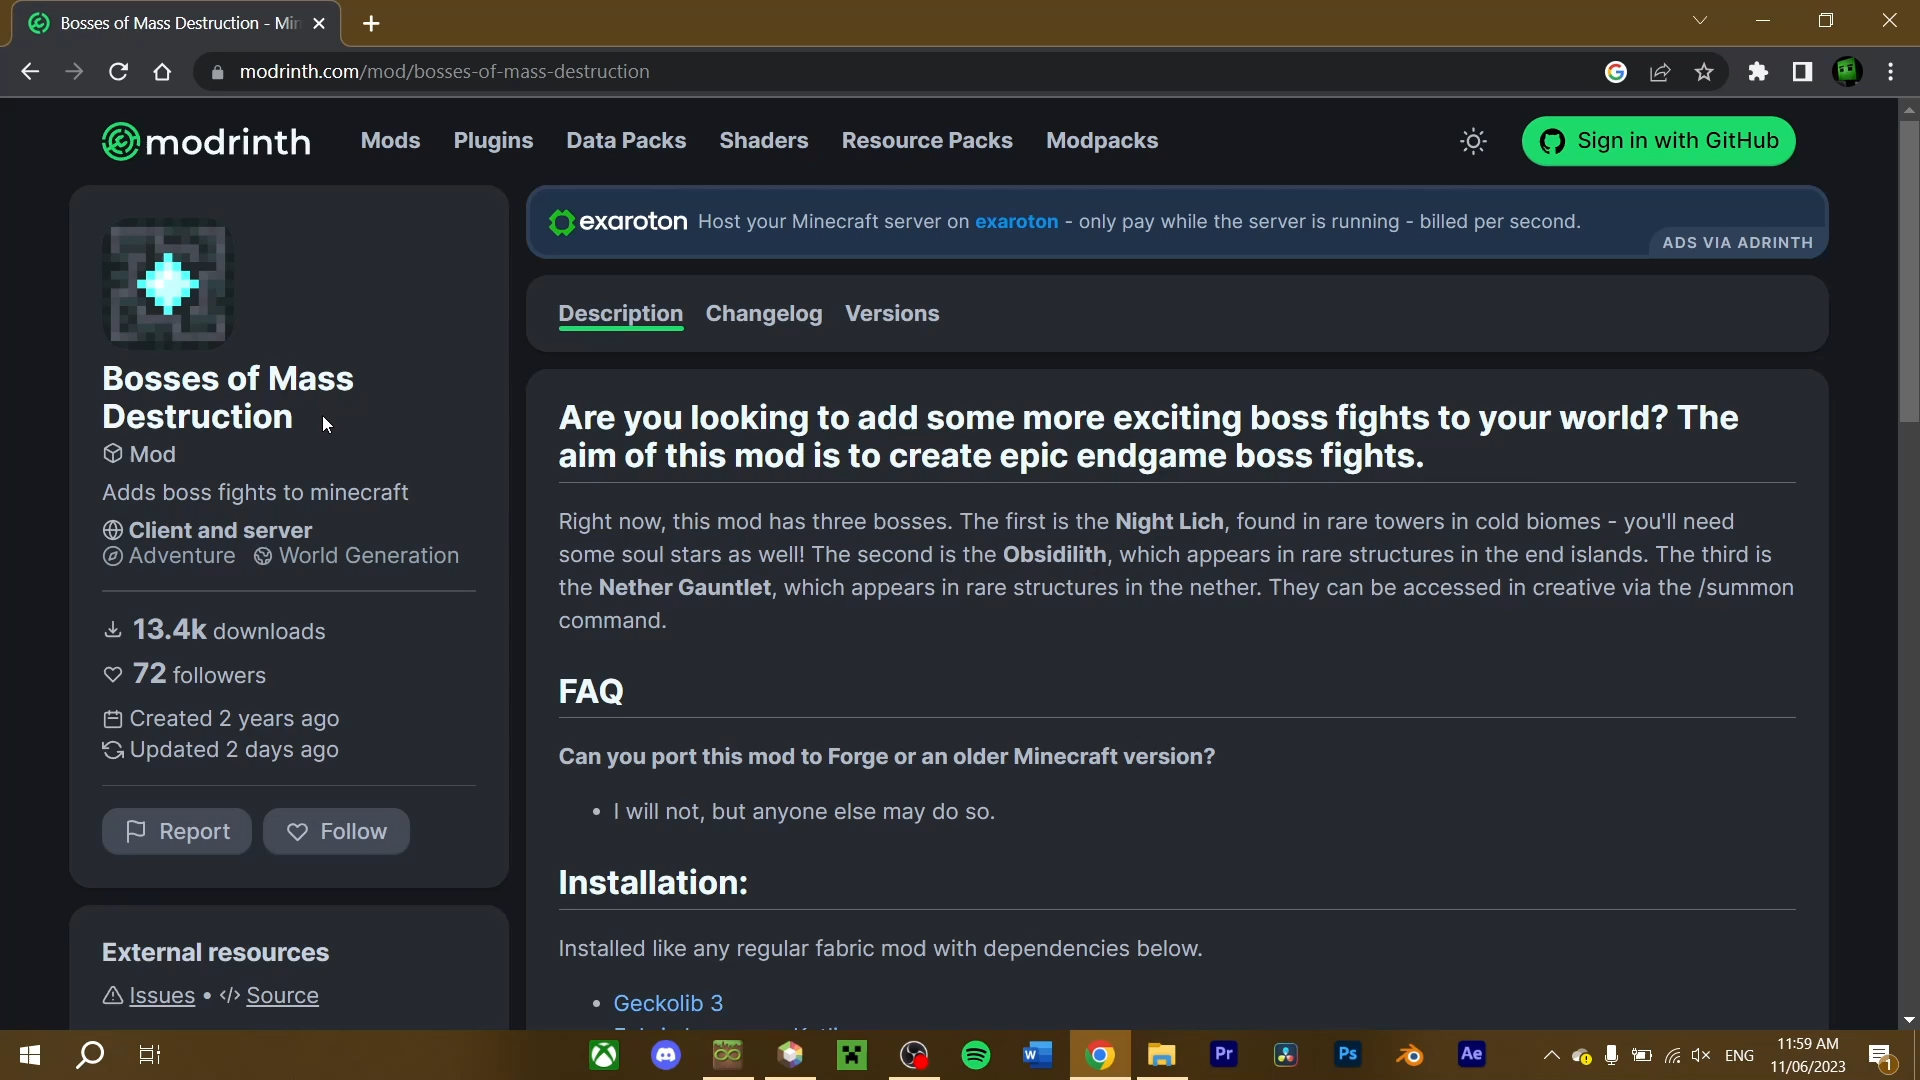 Bosses of Mass Destruction - Min
modrinth.com/mod/bosses-of-mass-destruction
modrinth
Mods
Plugins
Data Packs
Shaders
Resource Packs
Modpacks
Sign in with GitHub
Bosses of Mass
Destruction
Mod
Adds boss fights to minecraft
Client and server
Adventure
World Generation
13.4k downloads
72 followers
Created 2 years ago
Updated 2 days ago
Report
Follow
External resources
Issues • </> Source
exaroton Host your Minecraft server on exaroton - only pay while the server is running - billed per second.
ADS VIA ADRINTH
Description
Changelog
Versions
Are you looking to add some more exciting boss fights to your world? The
aim of this mod is to create epic endgame boss fights.
Right now, this mod has three bosses. The first is the Night Lich, found in rare towers in cold biomes - you'll need
some soul stars as well! The second is the Obsidilith, which appears in rare structures in the end islands. The third is
the Nether Gauntlet, which appears in rare structures in the nether. They can be accessed in creative via the /summon
command.
FAQ
Can you port this mod to Forge or an older Minecraft version?
• I will not, but anyone else may do so.
Installation:
Installed like any regular fabric mod with dependencies below.
• Geckolib 3
Pr
Ps
Ae
ENG
11:59 AM
11/06/2023
1